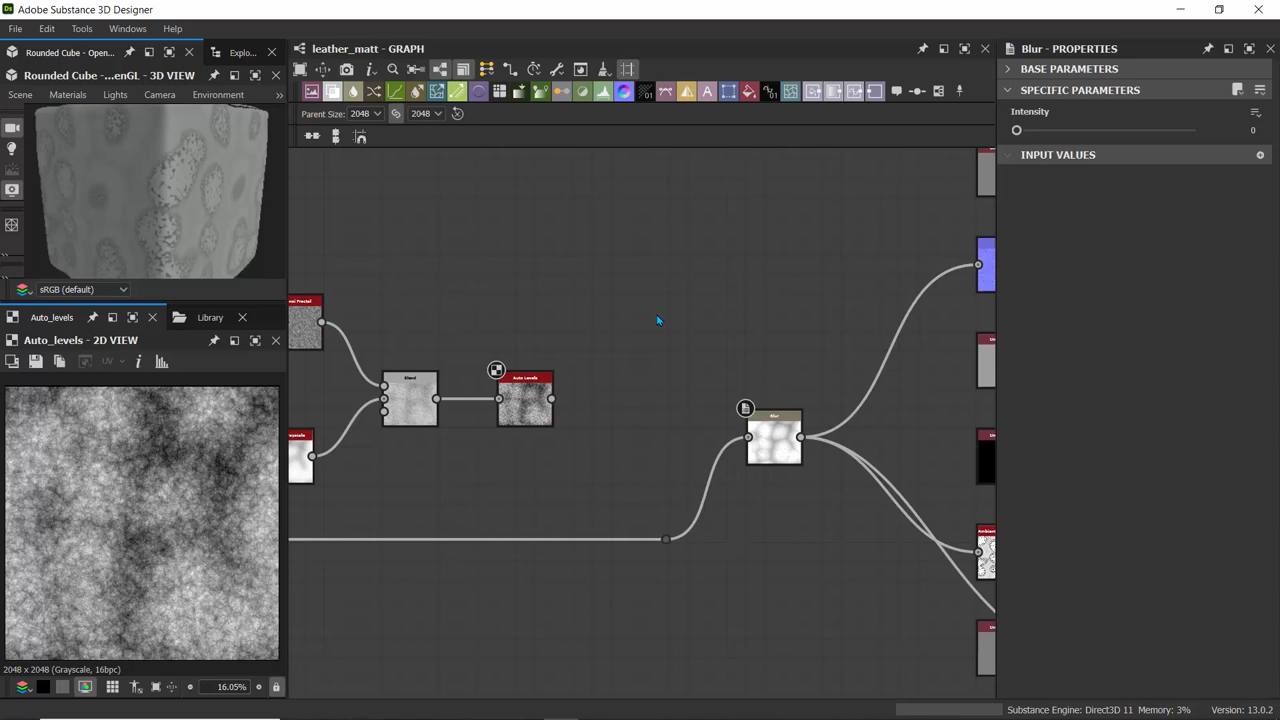 Adobe Substance 3D Designer
File Edit Tools Windows Help
Rounded Cube - Open...
Explo...
Rounded Cube -...enGL - 3D VIEW
Scene Materials Lights Camera Environment
sRGB (default)
Auto_levels
Library
Auto_levels - 2D VIEW
UV
2048 x 2048 (Grayscale, 16bpc)
16.05%
leather_matt - GRAPH
Parent Size: 2048 2048
Blend
Auto Levels
Blur
Blur - PROPERTIES
BASE PARAMETERS
SPECIFIC PARAMETERS
Intensity
0
INPUT VALUES
Substance Engine: Direct3D 11 Memory: 3% Version: 13.0.2